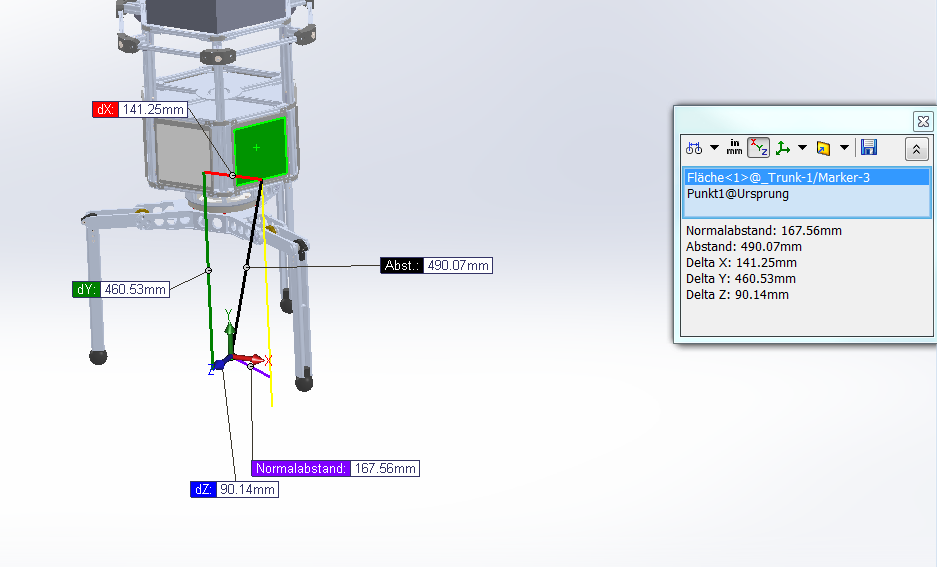 dX: 141.25mm
in
mm
X Y Z
Fläche<1>@_Trunk-1/Marker-3
Punkt1@Ursprung
Normalabstand: 167.56mm
Abstand: 490.07mm
Delta X: 141.25mm
Delta Y: 460.53mm
Delta Z: 90.14mm
Abst.: 490.07mm
dY: 460.53mm
Y
X
Z
Normalabstand: 167.56mm
dZ: 90.14mm